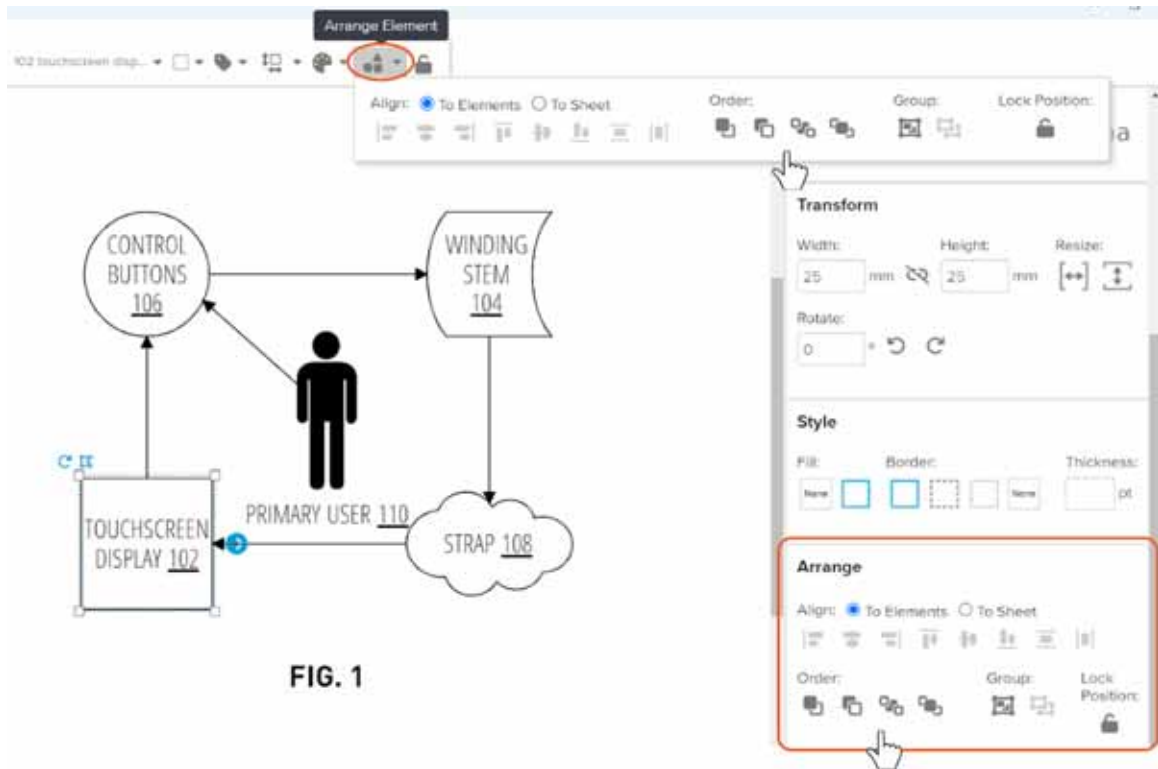 Arrange Element
102 touchscreen disp...
Align: To Elements To Sheet
Order:
Group:
Lock Position:
a
Transform
Width:
Height:
Resize:
25 mm
25 mm
Rotate:
0 °
Style
Fill:
Border:
Thickness:
None
None
pt
Arrange
Align: To Elements To Sheet
Order:
Group:
Lock
Position:
CONTROL
BUTTONS
106
WINDING
STEM
104
PRIMARY USER 110
TOUCHSCREEN
DISPLAY 102
STRAP 108
FIG. 1